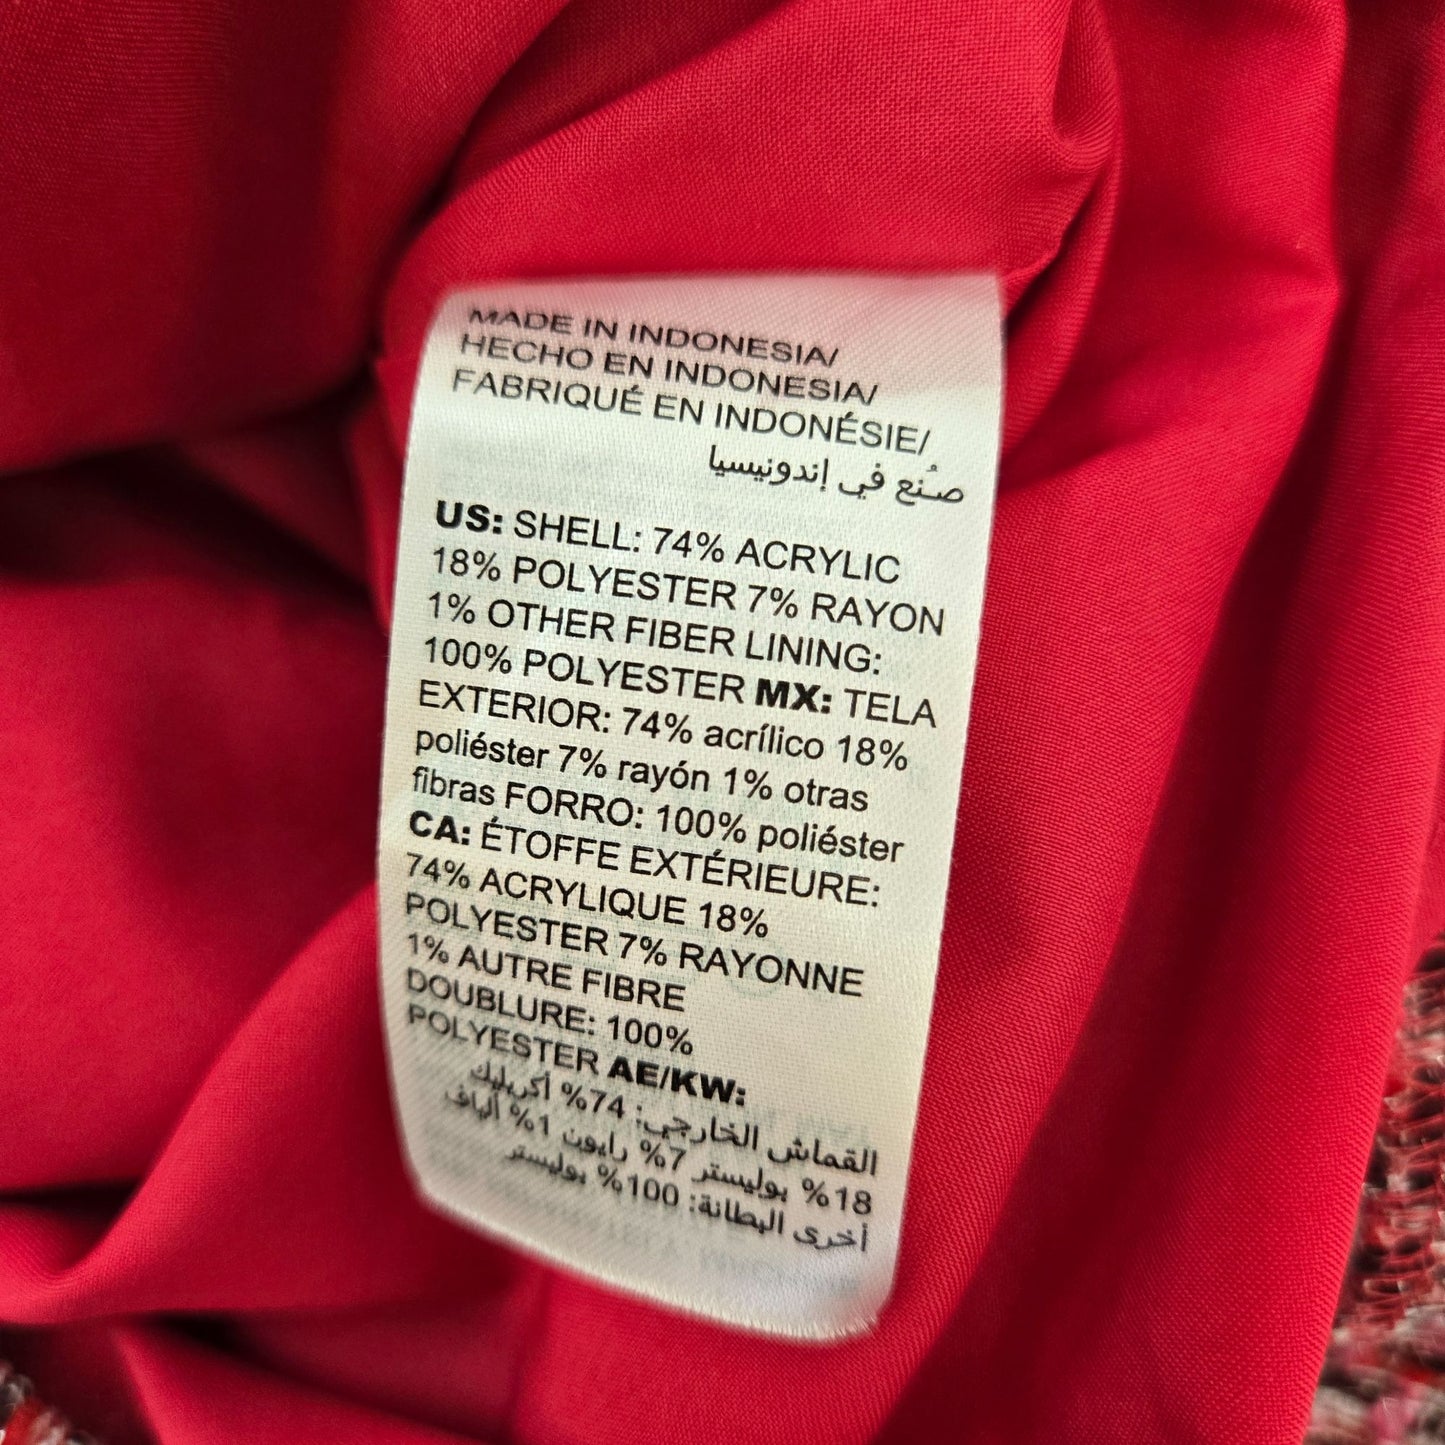 MADE IN INDONESIA/
HECHO EN INDONESIA/
FABRIQUÉ EN INDONÉSIE/
صُنع في إندونيسيا
US: SHELL: 74% ACRYLIC
18% POLYESTER 7% RAYON
1% OTHER FIBER LINING:
100% POLYESTER MX: TELA
EXTERIOR: 74% acrílico 18%
poliéster 7% rayón 1% otras
fibras FORRO: 100% poliéster
CA: ÉTOFFE EXTÉRIEURE:
74% ACRYLIQUE 18%
POLYESTER 7% RAYONNE
1% AUTRE FIBRE
DOUBLURE: 100%
POLYESTER AE/KW:
القماش الخارجي: 74% أكريليك
18% بوليستر 7% رايون 1% ألياف
أخرى البطانة: 100% بوليستر